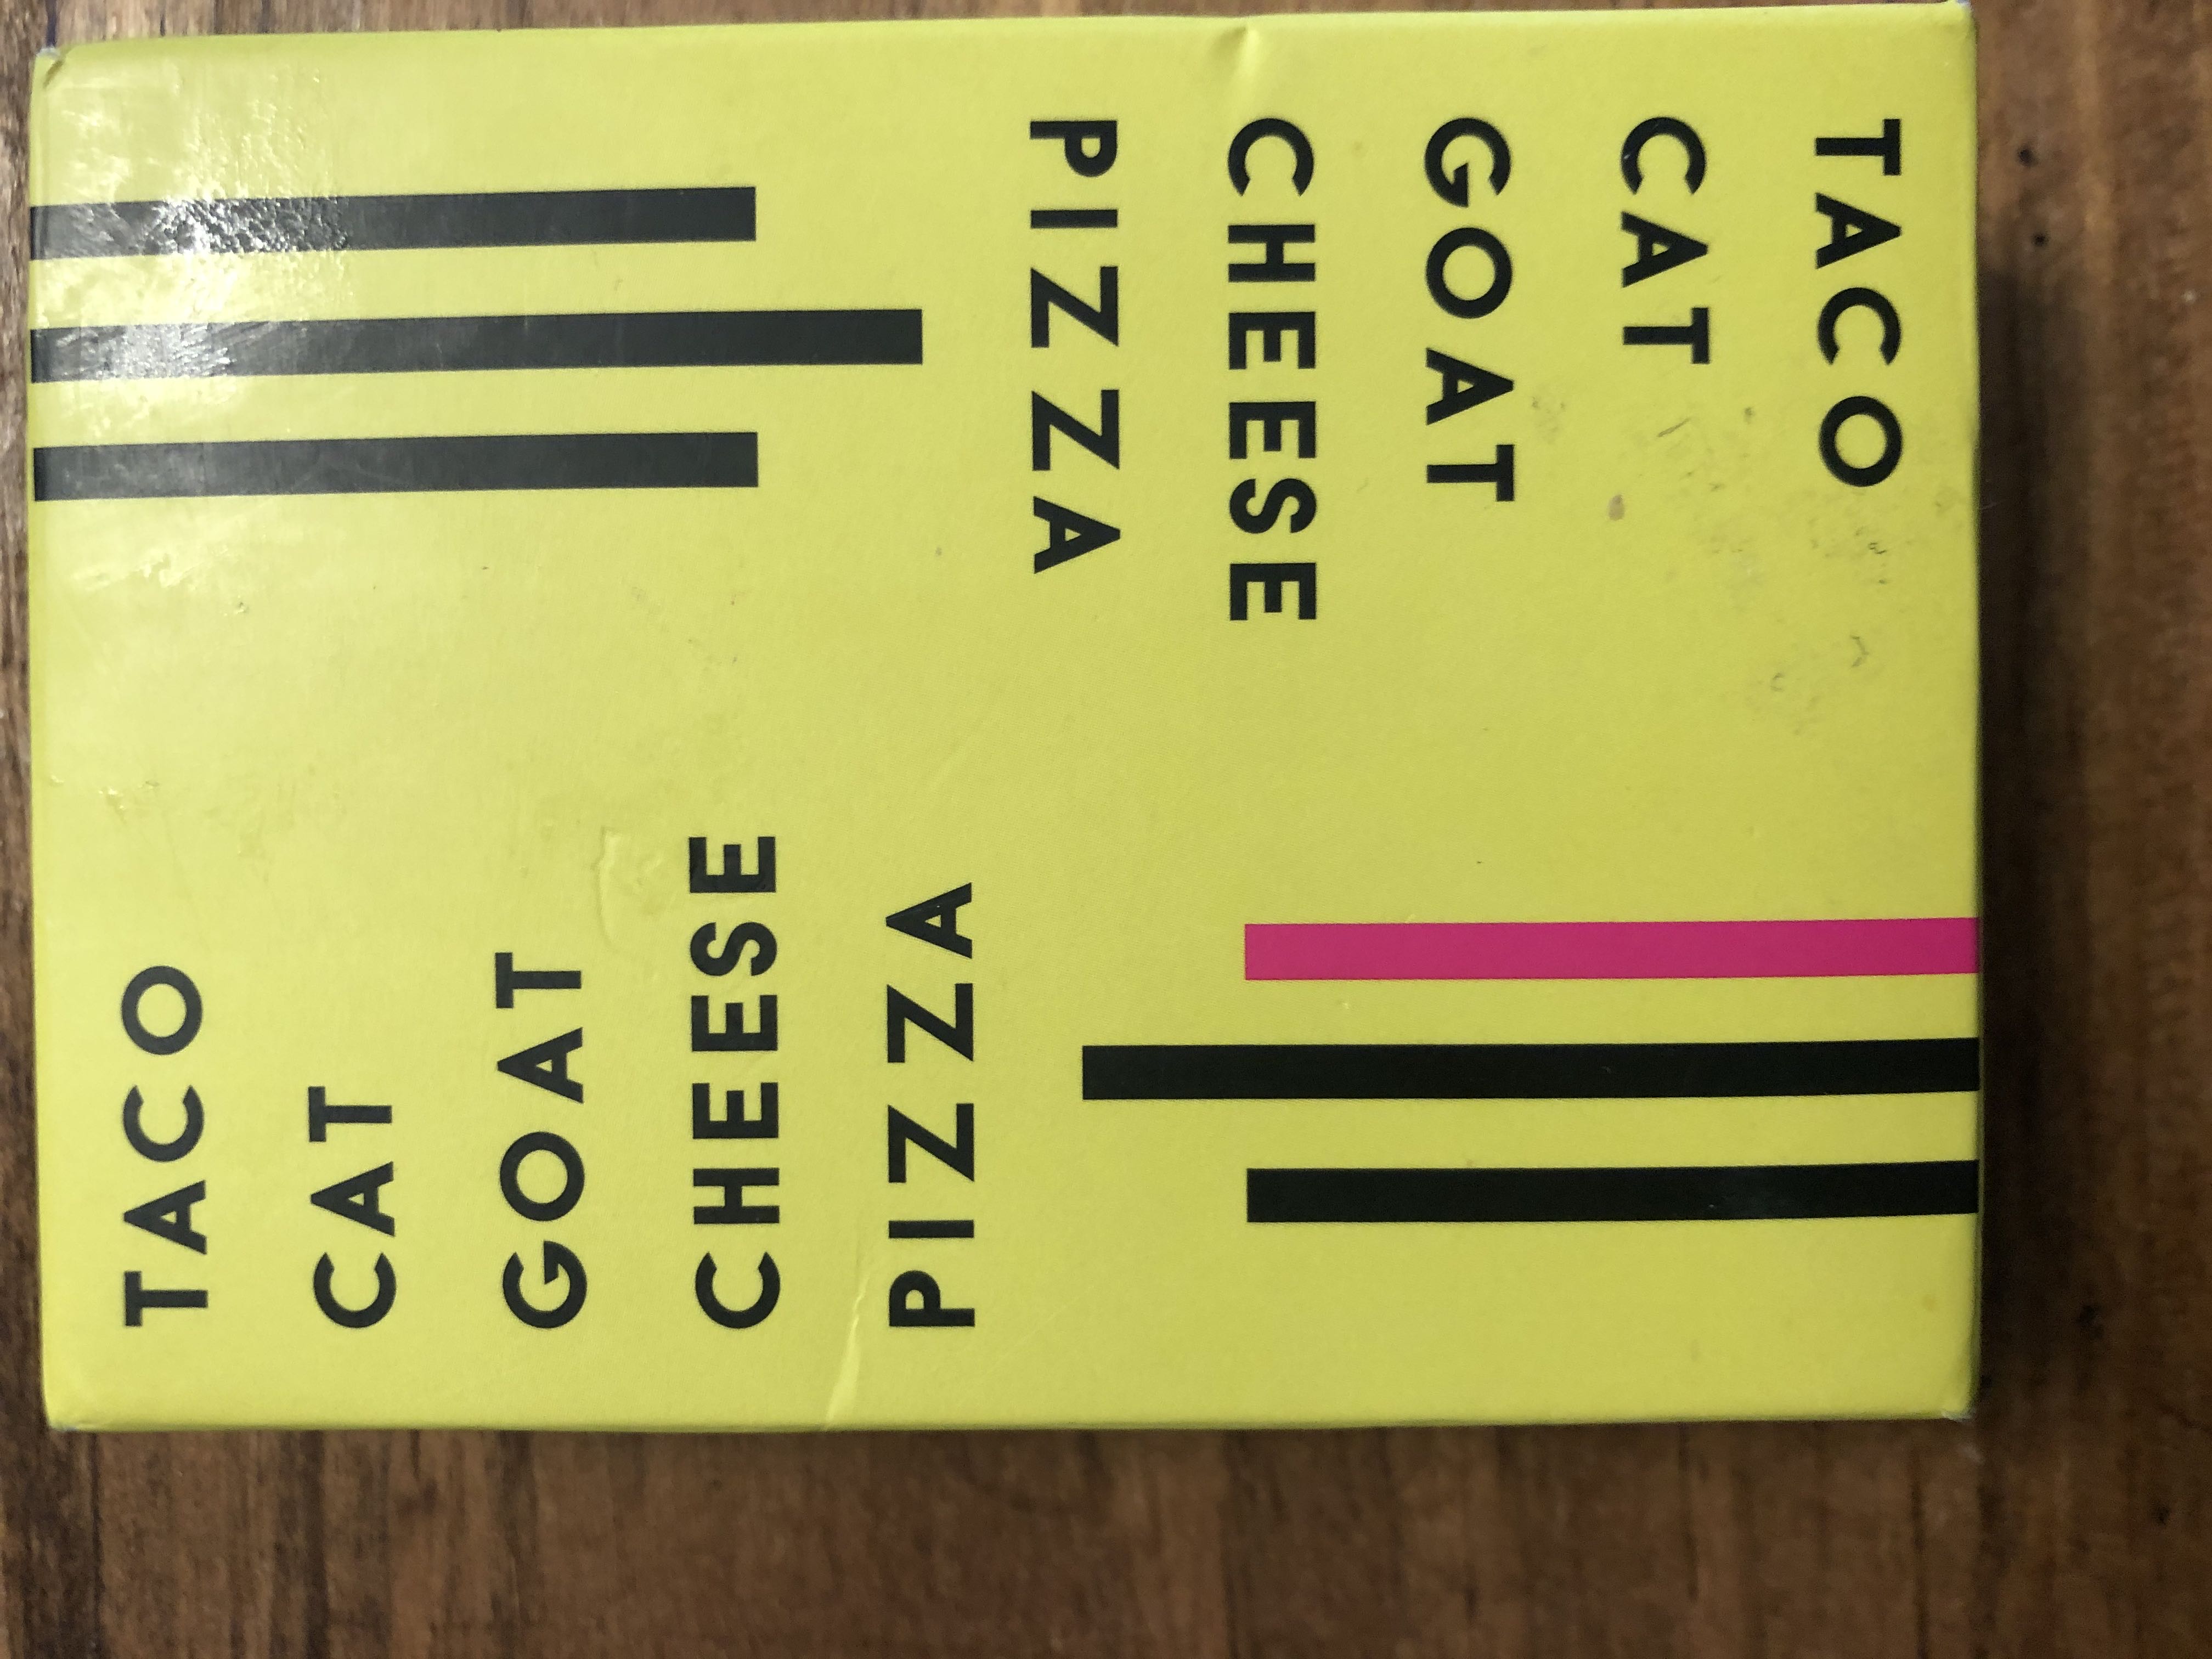 TACO
CAT
GOAT
CHEESE
PIZZA
TACO
CAT
GOAT
CHEESE
PIZZA